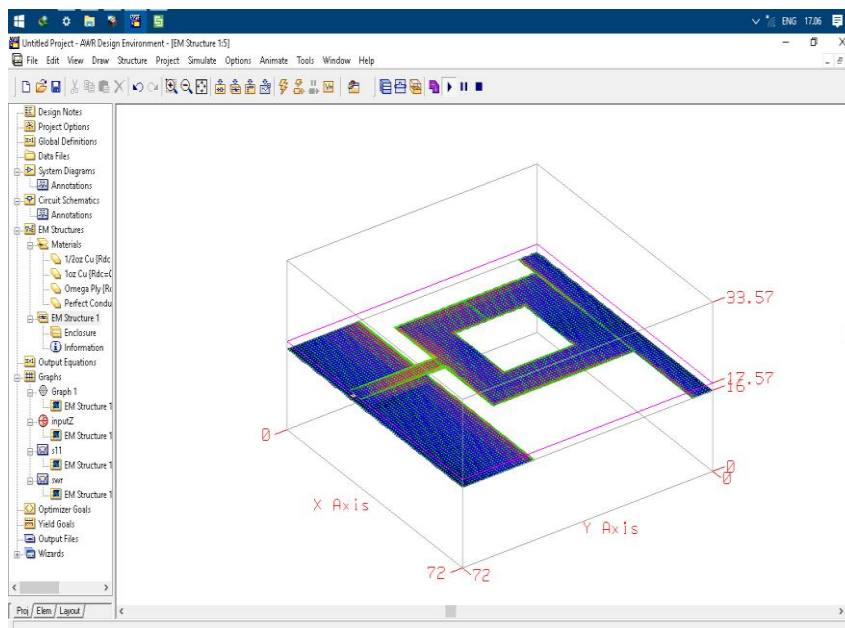 ENG 17.06
Untitled Project - AWR Design Environment - [EM Structure 1:5]
File Edit View Draw Structure Project Simulate Options Animate Tools Window Help
Design Notes
Project Options
Global Definitions
Data Files
System Diagrams
Annotations
Circuit Schematics
Annotations
EM Structures
Materials
1/2oz Cu (Rdc
1oz Cu (Rdc=0
Omega Ply (R
Perfect Condu
EM Structure 1
Enclosure
Information
Output Equations
Graphs
Graph 1
EM Structure 1
inputZ
EM Structure 1
s11
EM Structure 1
swr
EM Structure 1
Optimizer Goals
Yield Goals
Output Files
Wizards
Proj Elem Layout
33.57
17.57
16
0
0
0
X Axis
Y Axis
72 72